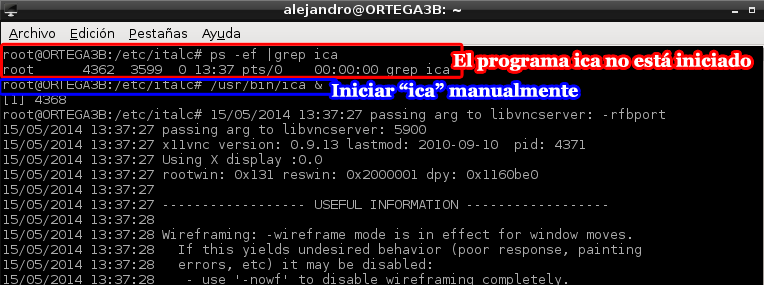 alejandro@ORTEGA3B: ~
Archivo Edición Pestañas Ayuda
root@ORTEGA3B:/etc/italc# ps -ef |grep ica
root      4362  3599  0 13:37 pts/0    00:00:00 grep ica
El programa ica no está iniciado
root@ORTEGA3B:/etc/italc# /usr/bin/ica &
Iniciar “ica” manualmente
[1] 4368
root@ORTEGA3B:/etc/italc# 15/05/2014 13:37:27 passing arg to libvncserver: -rfbport
15/05/2014 13:37:27 passing arg to libvncserver: 5900
15/05/2014 13:37:27 x11vnc version: 0.9.13 lastmod: 2010-09-10  pid: 4371
15/05/2014 13:37:27 Using X display :0.0
15/05/2014 13:37:27 rootwin: 0x131 reswin: 0x2000001 dpy: 0x1160be0
15/05/2014 13:37:27
15/05/2014 13:37:27 ------------------ USEFUL INFORMATION ------------------
15/05/2014 13:37:28
15/05/2014 13:37:28 Wireframing: -wireframe mode is in effect for window moves.
15/05/2014 13:37:28   If this yields undesired behavior (poor response, painting
15/05/2014 13:37:28   errors, etc) it may be disabled:
15/05/2014 13:37:28    - use '-nowf' to disable wireframing completely.